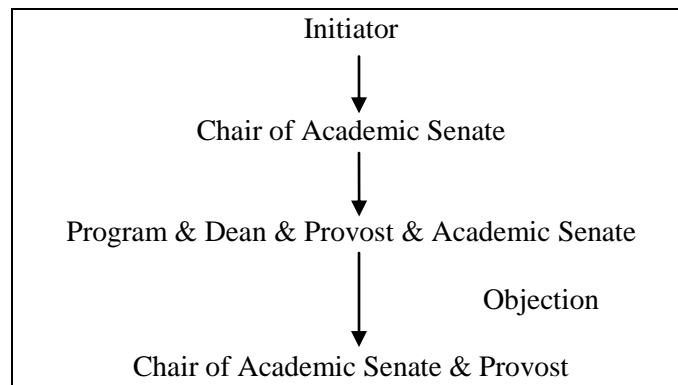 Initiator
Chair of Academic Senate
Program & Dean & Provost & Academic Senate
Objection
Chair of Academic Senate & Provost